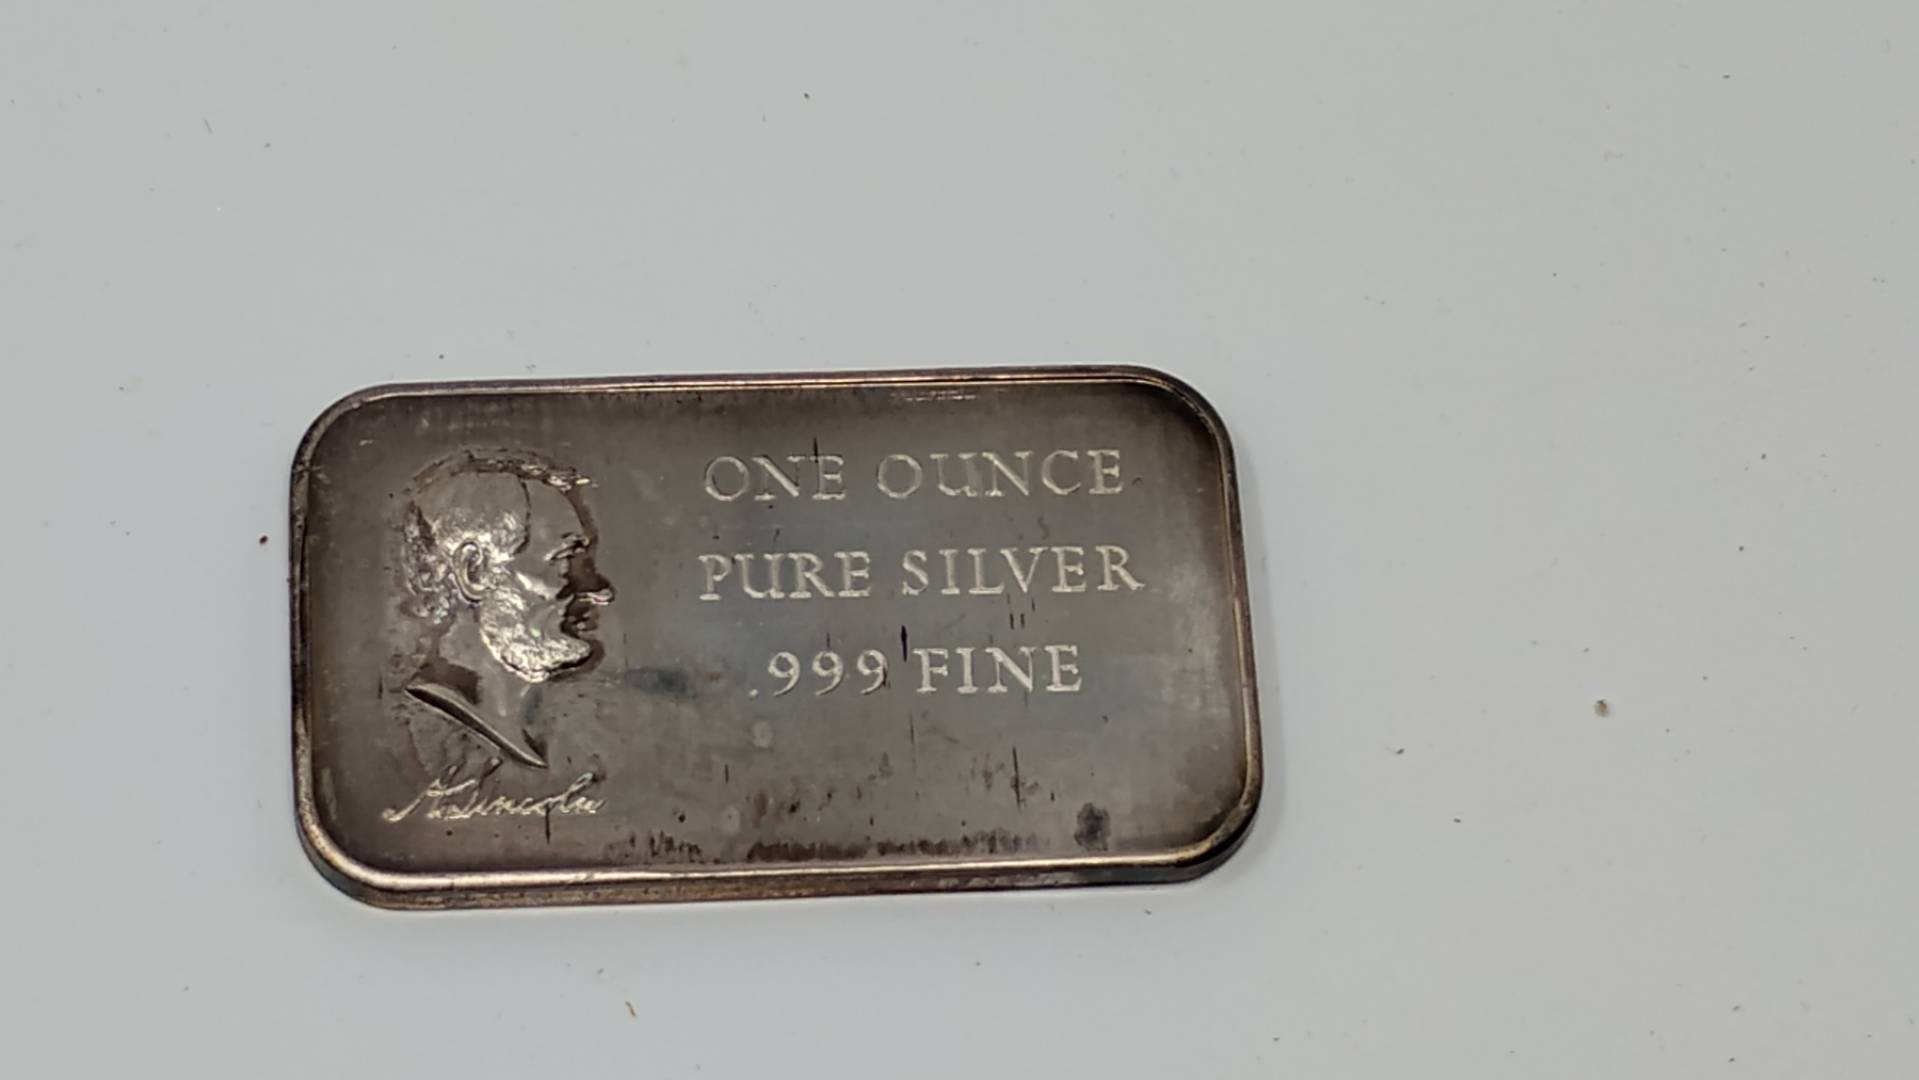 ONE OUNCE
PURE SILVER
.999 FINE
A. Lincoln